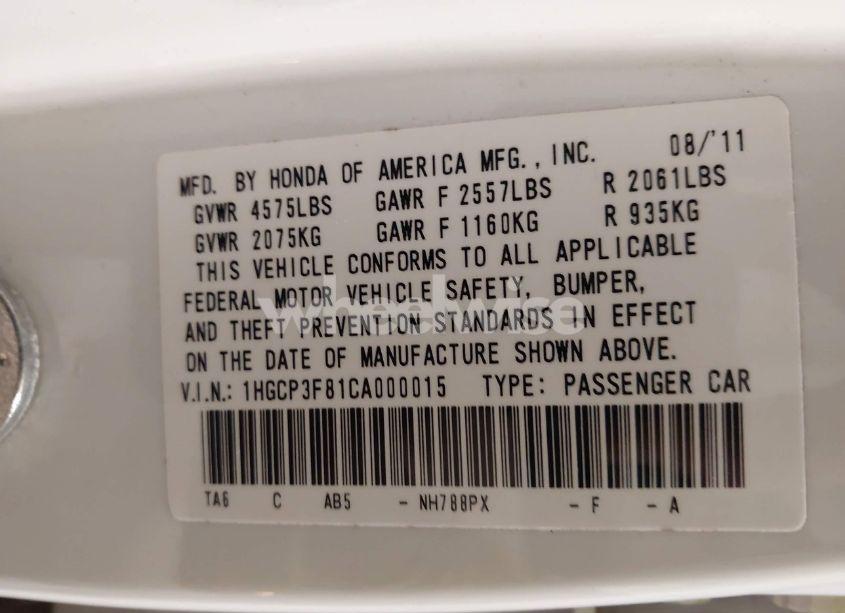 MFD. BY HONDA OF AMERICA MFG., INC. 08/'11
GVWR 4575LBS GAWR F 2557LBS R 2061LBS
GVWR 2075KG GAWR F 1160KG R 935KG
THIS VEHICLE CONFORMS TO ALL APPLICABLE
FEDERAL MOTOR VEHICLE SAFETY, BUMPER,
AND THEFT PREVENTION STANDARDS IN EFFECT
ON THE DATE OF MANUFACTURE SHOWN ABOVE.
V.I.N.: 1HGCP3F81CA000015 TYPE: PASSENGER CAR
TA6 C AB5 - NH788PX - F - A